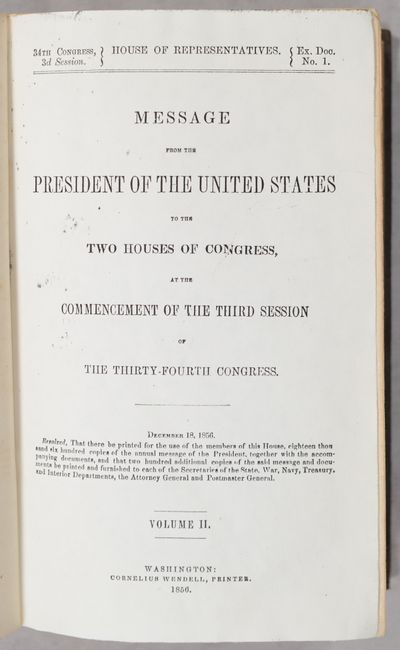 34TH CONGRESS, } HOUSE OF REPRESENTATIVES. { Ex. Doc.
3d Session. } { No. 1.
MESSAGE
FROM THE
PRESIDENT OF THE UNITED STATES
TO THE
TWO HOUSES OF CONGRESS,
AT THE
COMMENCEMENT OF THE THIRD SESSION
OF
THE THIRTY-FOURTH CONGRESS.
DECEMBER 18, 1856.
Resolved, That there be printed for the use of the members of this House, eighteen thou
sand six hundred copies of the annual message of the President, together with the accom-
panying documents, and that two hundred additional copies of the said message and docu-
ments be printed and furnished to each of the Secretaries of the State, War, Navy, Treasury,
and Interior Departments, the Attorney General and Postmaster General.
VOLUME II.
WASHINGTON:
CORNELIUS WENDELL, PRINTER.
1856.